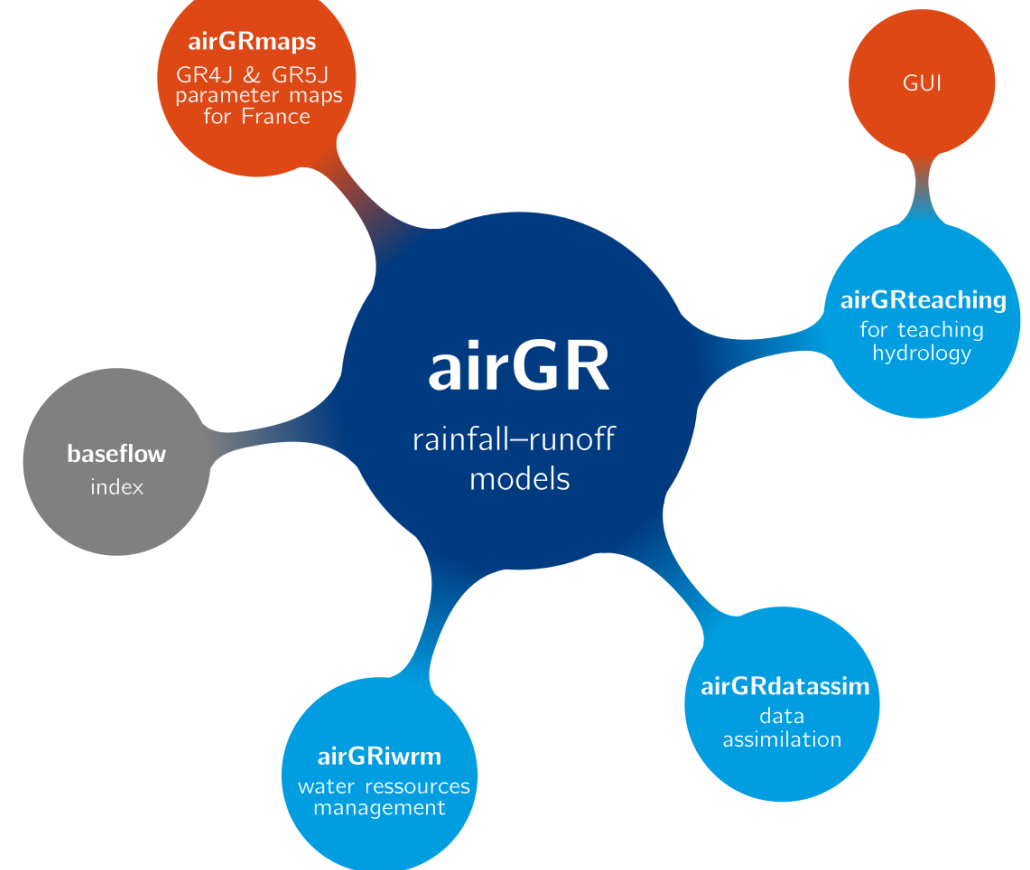 airGRmaps
GR4J & GR5J
parameter maps
for France
GUI
airGRteaching
for teaching
hydrology
airGR
rainfall–runoff
models
baseflow
index
airGRdatassim
data
assimilation
airGRiwrm
water ressources
management